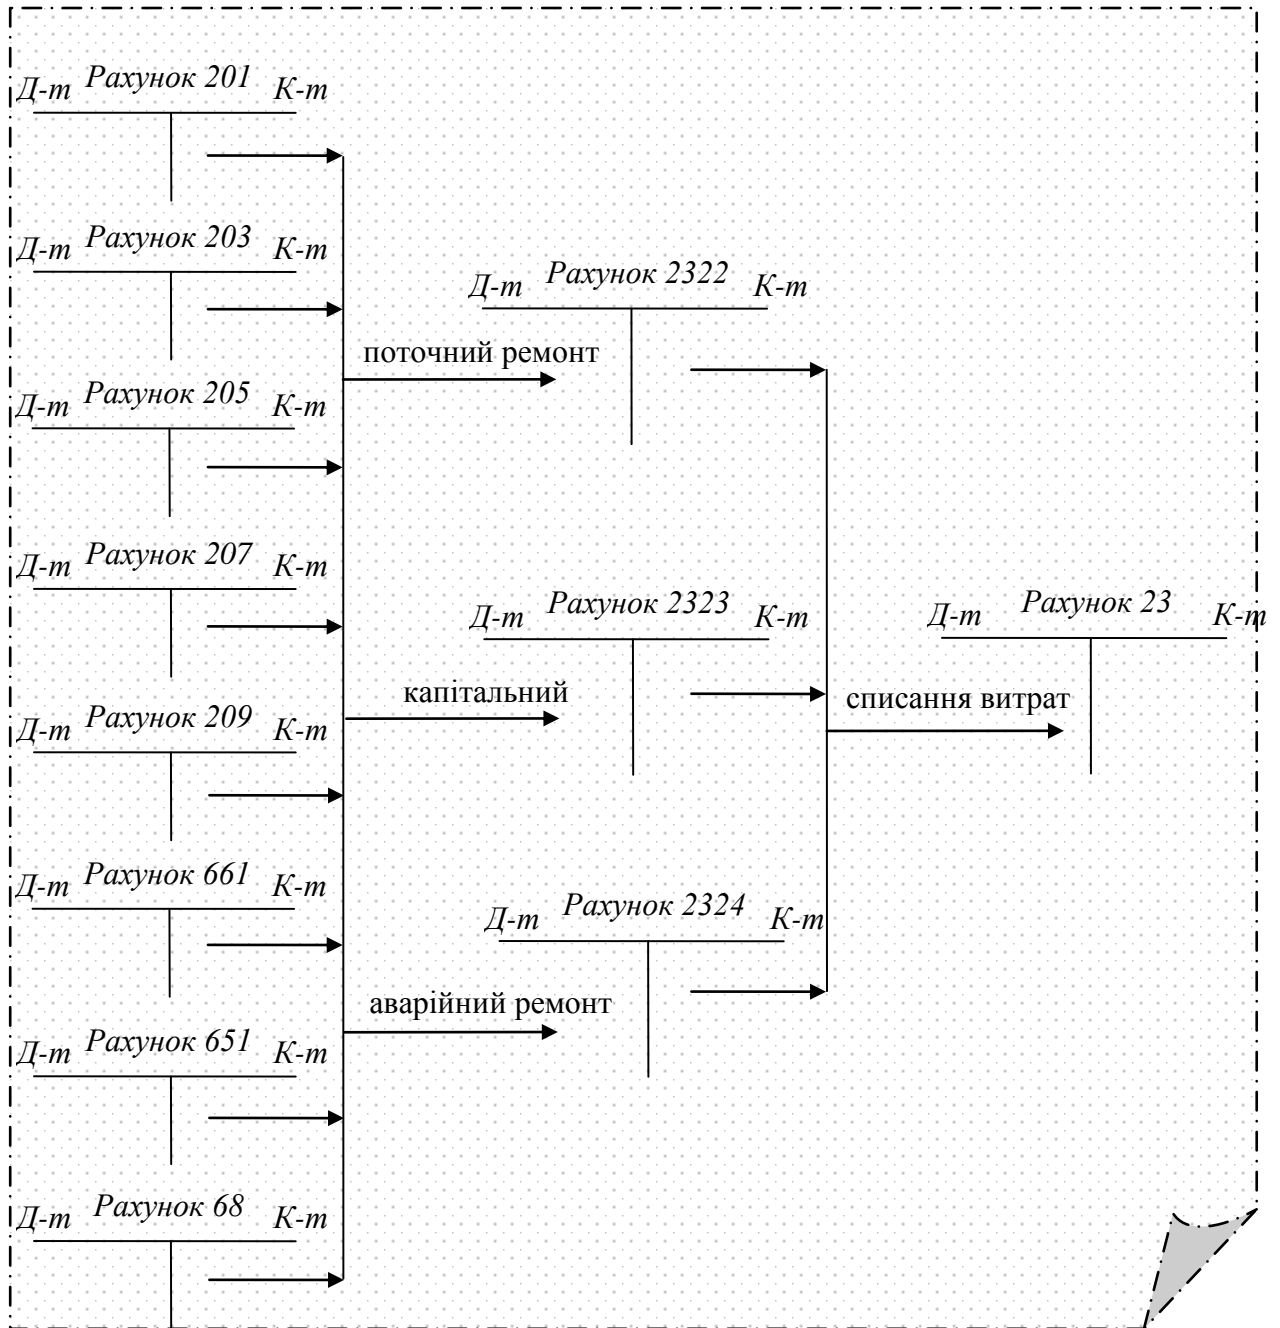 Д-т Рахунок 201 К-т
Д-т Рахунок 203 К-т
Д-т Рахунок 2322 К-т
поточний ремонт
Д-т Рахунок 205 К-т
Д-т Рахунок 207 К-т
Д-т Рахунок 2323 К-т
Д-т Рахунок 23 К-т
капітальний
списання витрат
Д-т Рахунок 209 К-т
Д-т Рахунок 661 К-т
Д-т Рахунок 2324 К-т
аварійний ремонт
Д-т Рахунок 651 К-т
Д-т Рахунок 68 К-т